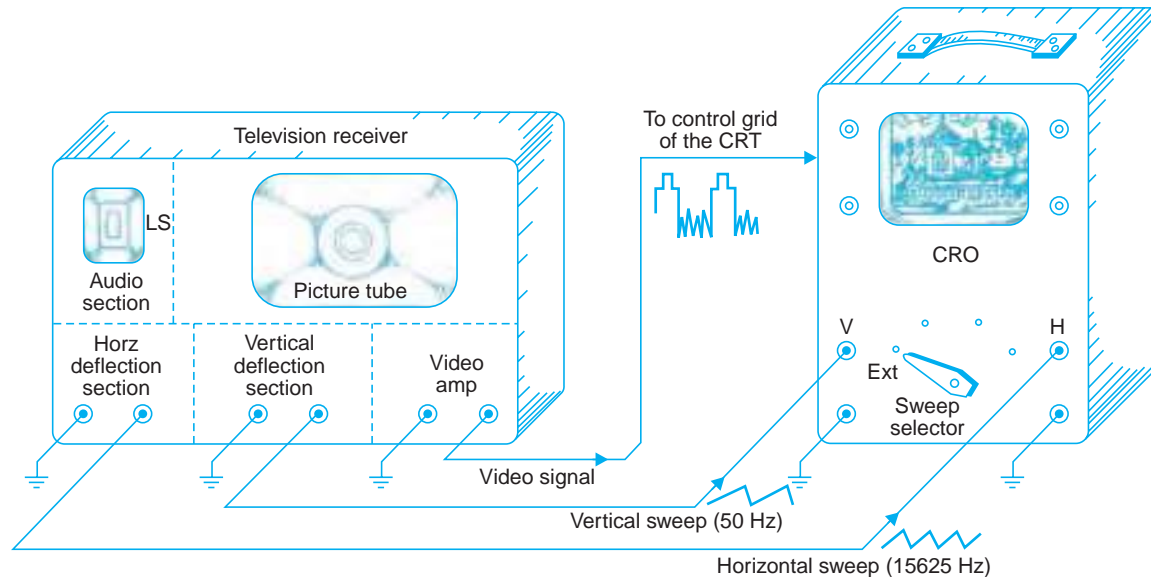 Television receiver
LS
Audio
section
Picture tube
Horz
deflection
section
Vertical
deflection
section
Video
amp
To control grid
of the CRT
CRO
V
H
Ext
Sweep
selector
Video signal
Vertical sweep (50 Hz)
Horizontal sweep (15625 Hz)